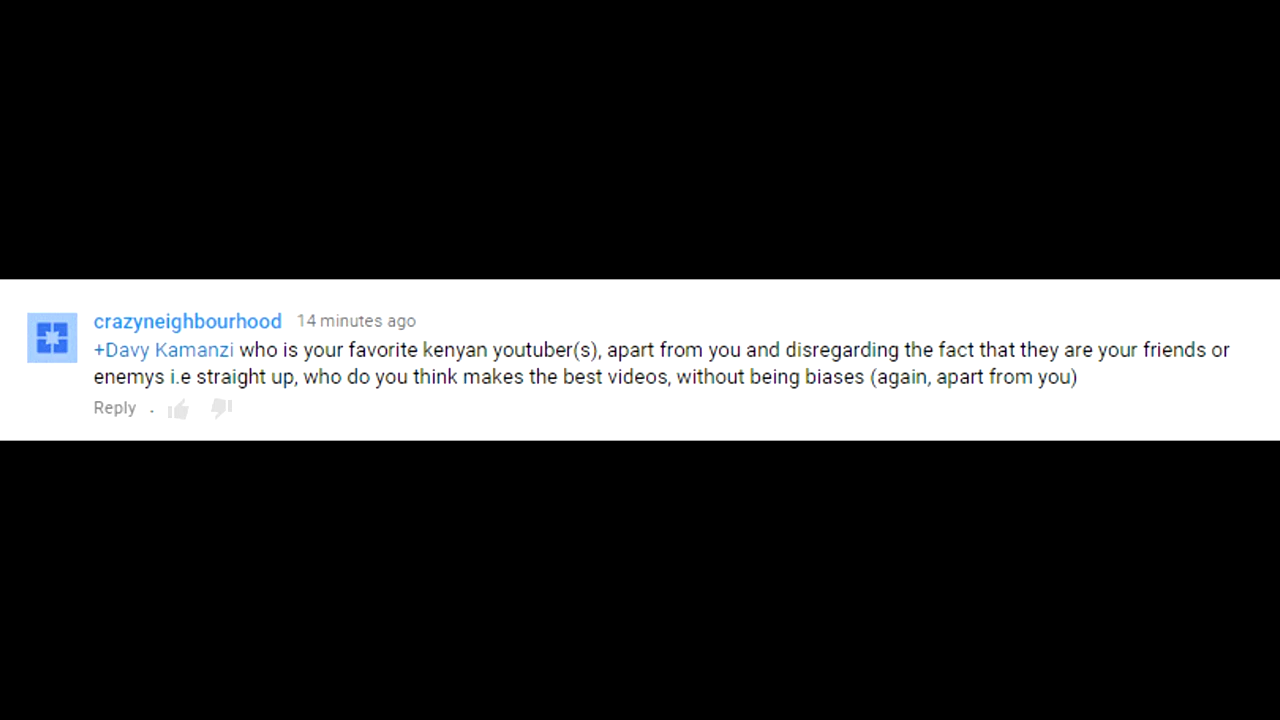 crazyneighbourhood 14 minutes ago
+Davy Kamanzi who is your favorite kenyan youtuber(s), apart from you and disregarding the fact that they are your friends or
enemys i.e straight up, who do you think makes the best videos, without being biases (again, apart from you)
Reply .